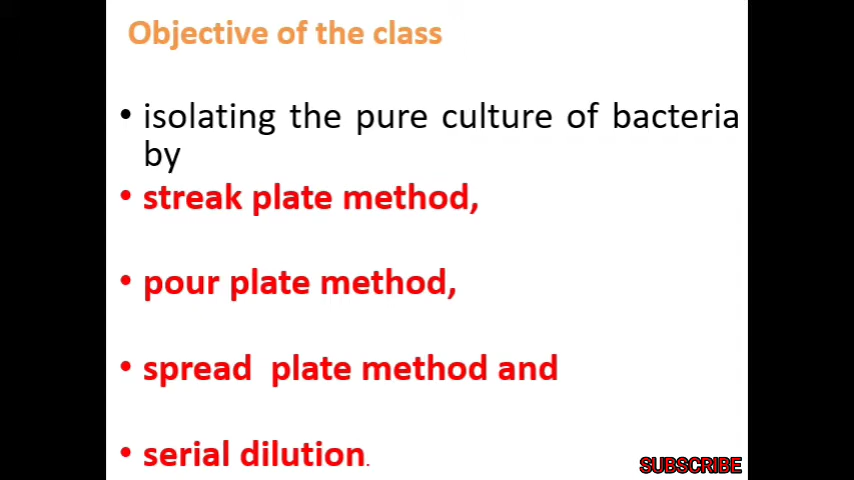 Objective of the class
• isolating the pure culture of bacteria
by
• streak plate method,
• pour plate method,
• spread  plate method and
• serial dilution.
SUBSCRIBE